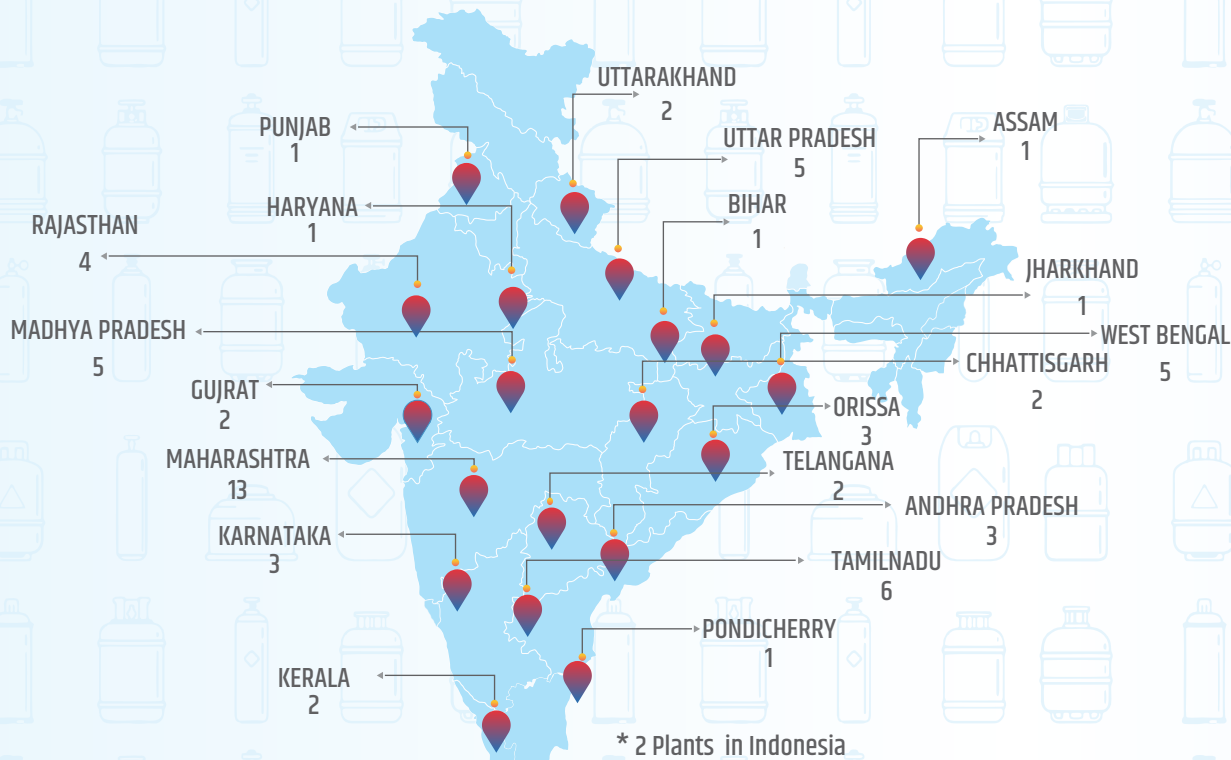 UTTARAKHAND
2
PUNJAB
1
ASSAM
1
UTTAR PRADESH
5
HARYANA
1
BIHAR
1
RAJASTHAN
4
JHARKHAND
1
MADHYA PRADESH
5
WEST BENGAL
5
CHHATTISGARH
2
GUJRAT
2
ORISSA
3
MAHARASHTRA
13
TELANGANA
2
ANDHRA PRADESH
3
KARNATAKA
3
TAMILNADU
6
PONDICHERRY
1
KERALA
2
* 2 Plants in Indonesia